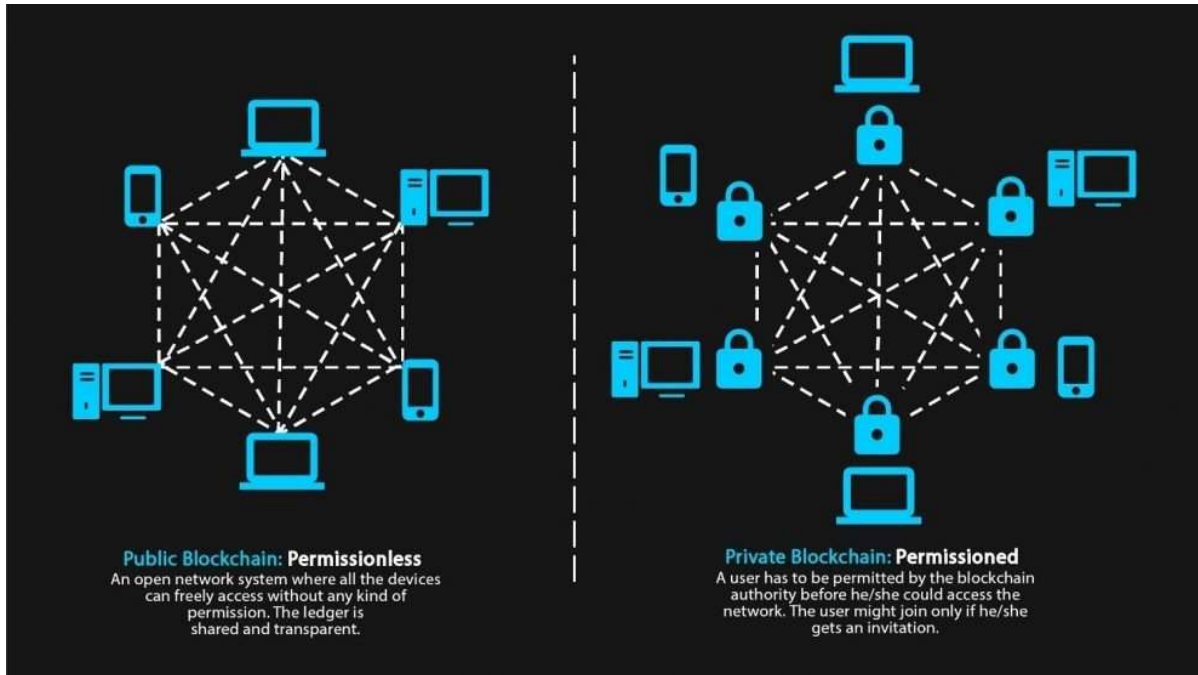 Public Blockchain: Permissionless
An open network system where all the devices
can freely access without any kind of
permission. The ledger is
shared and transparent.
Private Blockchain: Permissioned
A user has to be permitted by the blockchain
authority before he/she could access the
network. The user might join only if he/she
gets an invitation.